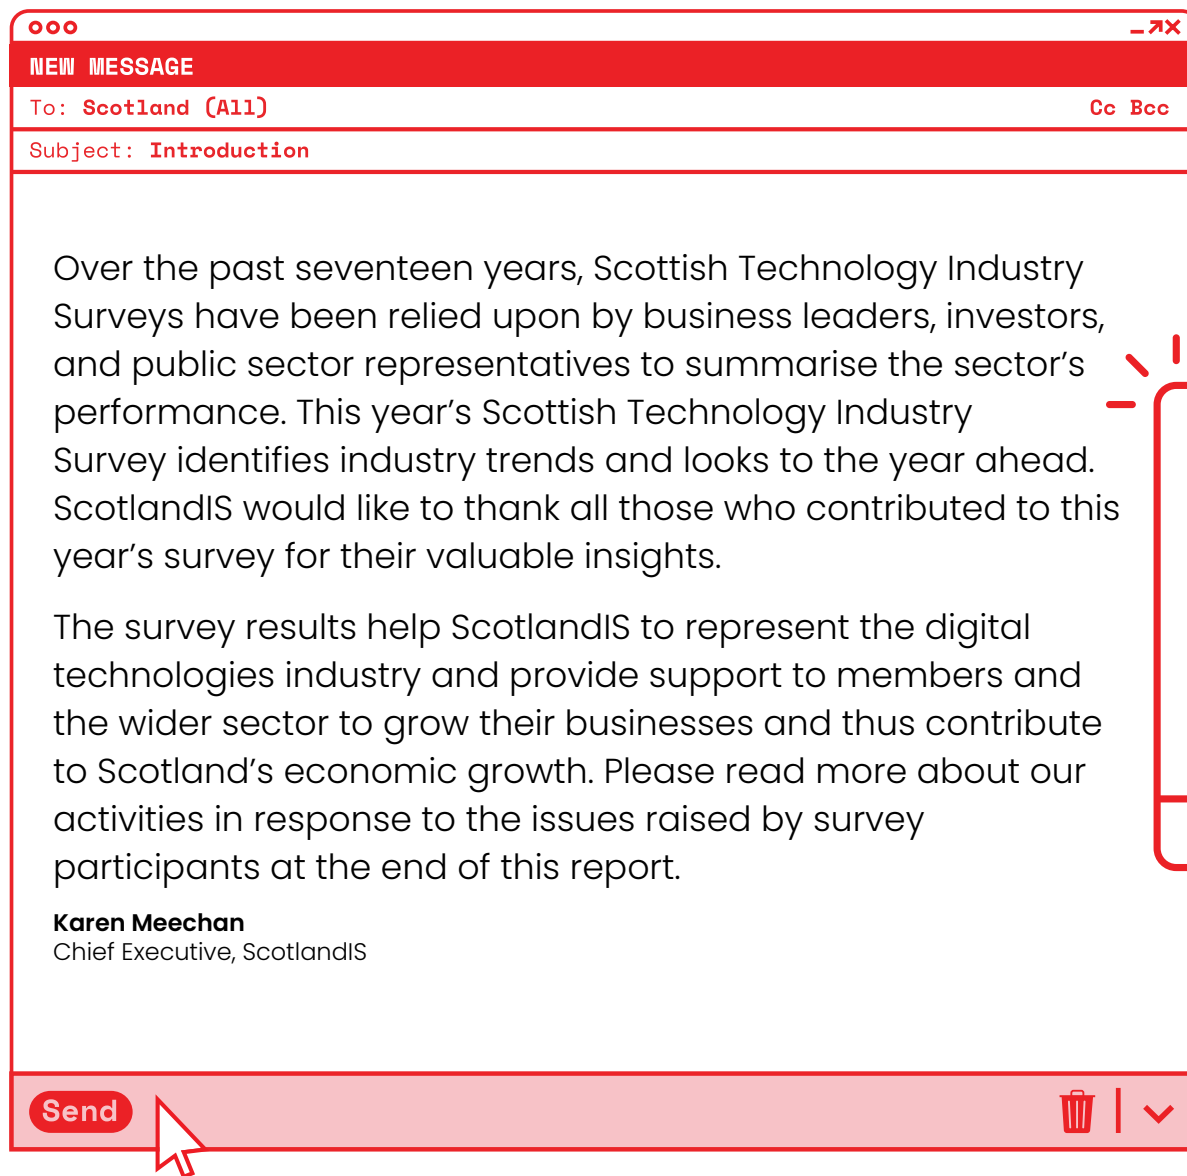 NEW MESSAGE
To: Scotland (All) Cc Bcc
Subject: Introduction
Over the past seventeen years, Scottish Technology Industry
Surveys have been relied upon by business leaders, investors,
and public sector representatives to summarise the sector’s
performance. This year’s Scottish Technology Industry
Survey identifies industry trends and looks to the year ahead.
ScotlandIS would like to thank all those who contributed to this
year’s survey for their valuable insights.
The survey results help ScotlandIS to represent the digital
technologies industry and provide support to members and
the wider sector to grow their businesses and thus contribute
to Scotland’s economic growth. Please read more about our
activities in response to the issues raised by survey
participants at the end of this report.
Karen Meechan
Chief Executive, ScotlandIS
Send